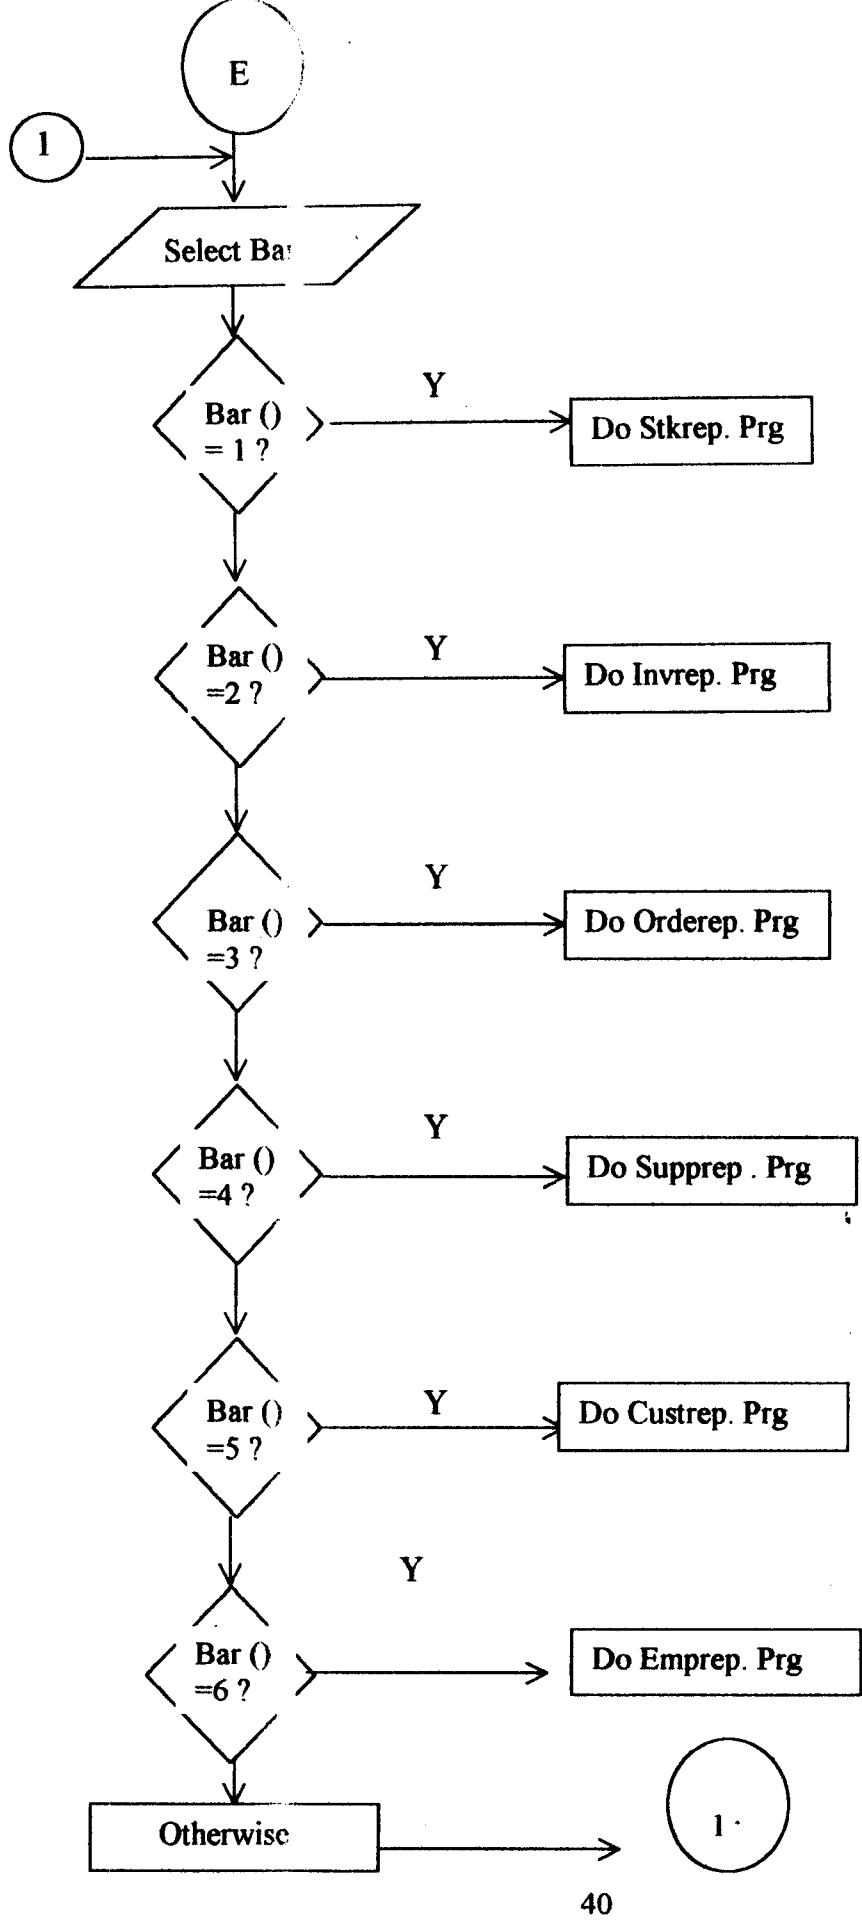 E
1
Select Bar
Y
Bar ()
= 1 ?
Do Stkrep. Prg
Y
Bar ()
=2 ?
Do Invrep. Prg
Y
Bar ()
=3 ?
Do Orderep. Prg
Y
Bar ()
=4 ?
Do Supprep . Prg
Y
Bar ()
=5 ?
Do Custrep. Prg
Y
Bar ()
=6 ?
Do Emprep. Prg
Otherwise
1
40